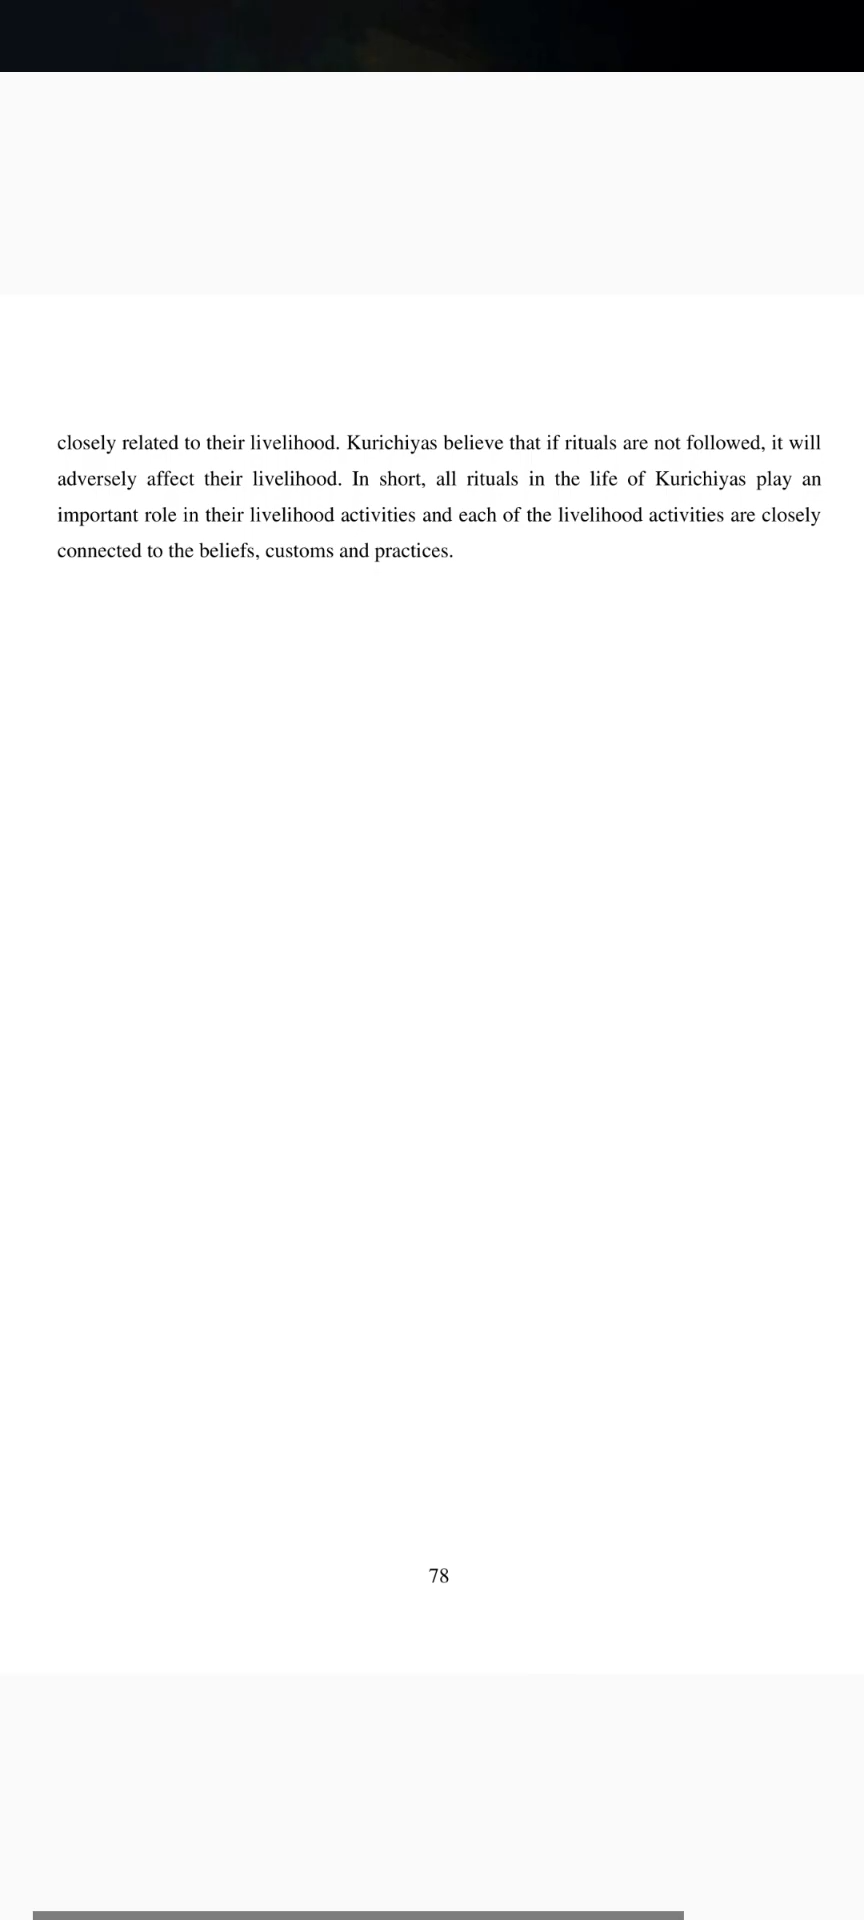 closely related to their livelihood. Kurichiyas believe that if rituals are not followed, it will
adversely affect their livelihood. In short, all rituals in the life of Kurichiyas play an
important role in their livelihood activities and each of the livelihood activities are closely
connected to the beliefs, customs and practices.
78